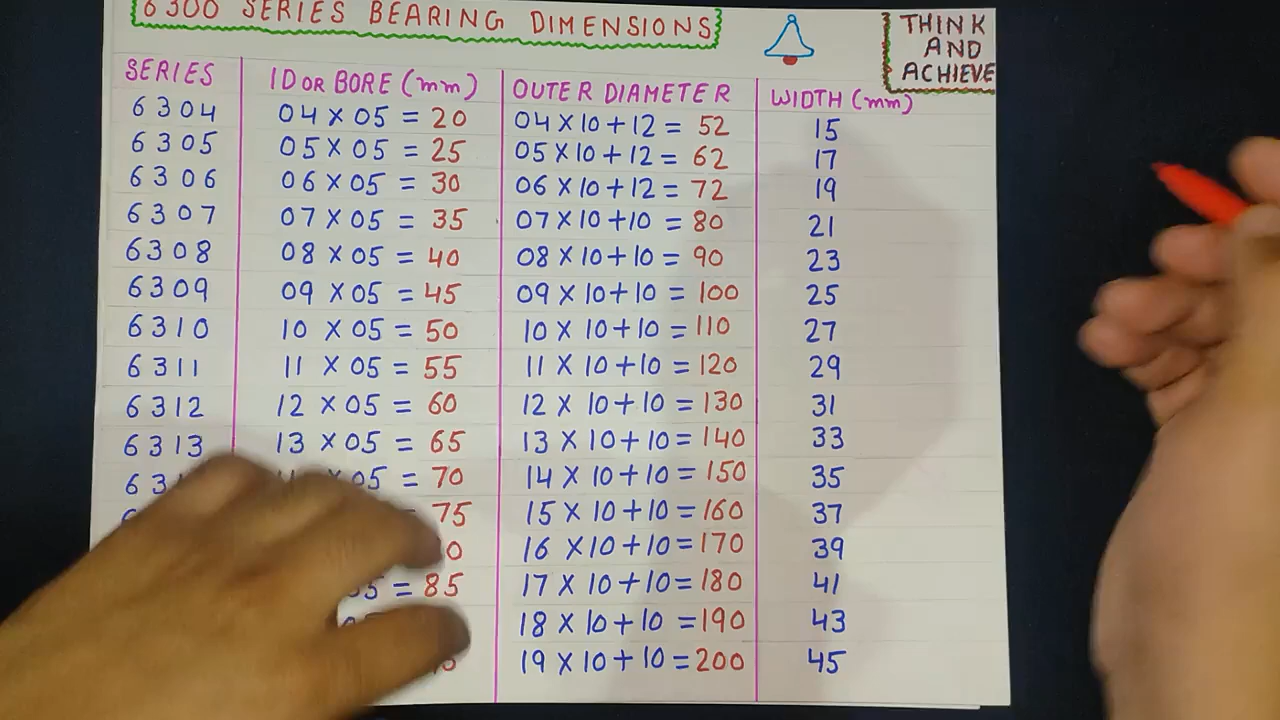 6300 SERIES BEARING DIMENSIONS
THINK
AND
ACHIEVE
SERIES ID OR BORE (mm) OUTER DIAMETER WIDTH (mm)
6304 04 X 05 = 20 04 X 10 + 12 = 52 15
6305 05 X 05 = 25 05 X 10 + 12 = 62 17
6306 06 X 05 = 30 06 X 10 + 12 = 72 19
6307 07 X 05 = 35 07 X 10 + 10 = 80 21
6308 08 X 05 = 40 08 X 10 + 10 = 90 23
6309 09 X 05 = 45 09 X 10 + 10 = 100 25
6310 10 X 05 = 50 10 X 10 + 10 = 110 27
6311 11 X 05 = 55 11 X 10 + 10 = 120 29
6312 12 X 05 = 60 12 X 10 + 10 = 130 31
6313 13 X 05 = 65 13 X 10 + 10 = 140 33
X 05 = 70 14 X 10 + 10 = 150 35
= 75 15 X 10 + 10 = 160 37
16 X 10 + 10 = 170 39
= 85 17 X 10 + 10 = 180 41
18 X 10 + 10 = 190 43
19 X 10 + 10 = 200 45